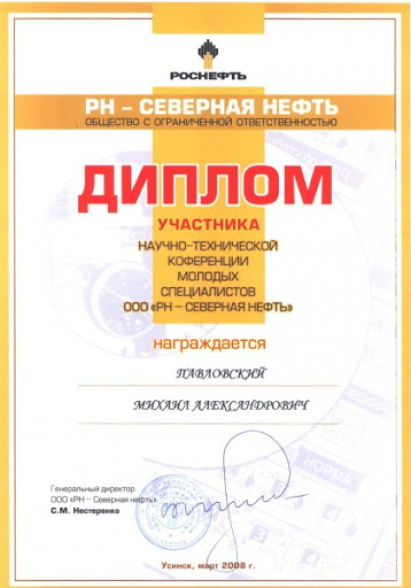 РОСНЕФТЬ
РН – СЕВЕРНАЯ НЕФТЬ
ОБЩЕСТВО С ОГРАНИЧЕННОЙ ОТВЕТСТВЕННОСТЬЮ
ДИПЛОМ
УЧАСТНИКА
НАУЧНО-ТЕХНИЧЕСКОЙ
КОФЕРЕНЦИИ
МОЛОДЫХ
СПЕЦИАЛИСТОВ
ООО «РН – СЕВЕРНАЯ НЕФТЬ»
награждается
ПАВЛОВСКИЙ
МИХАИЛ АЛЕКСАНДРОВИЧ
Генеральный директор
ООО «РН – Северная нефть»
С.М. Нестеренко
НОРМА
Усинск, март 2008 г.